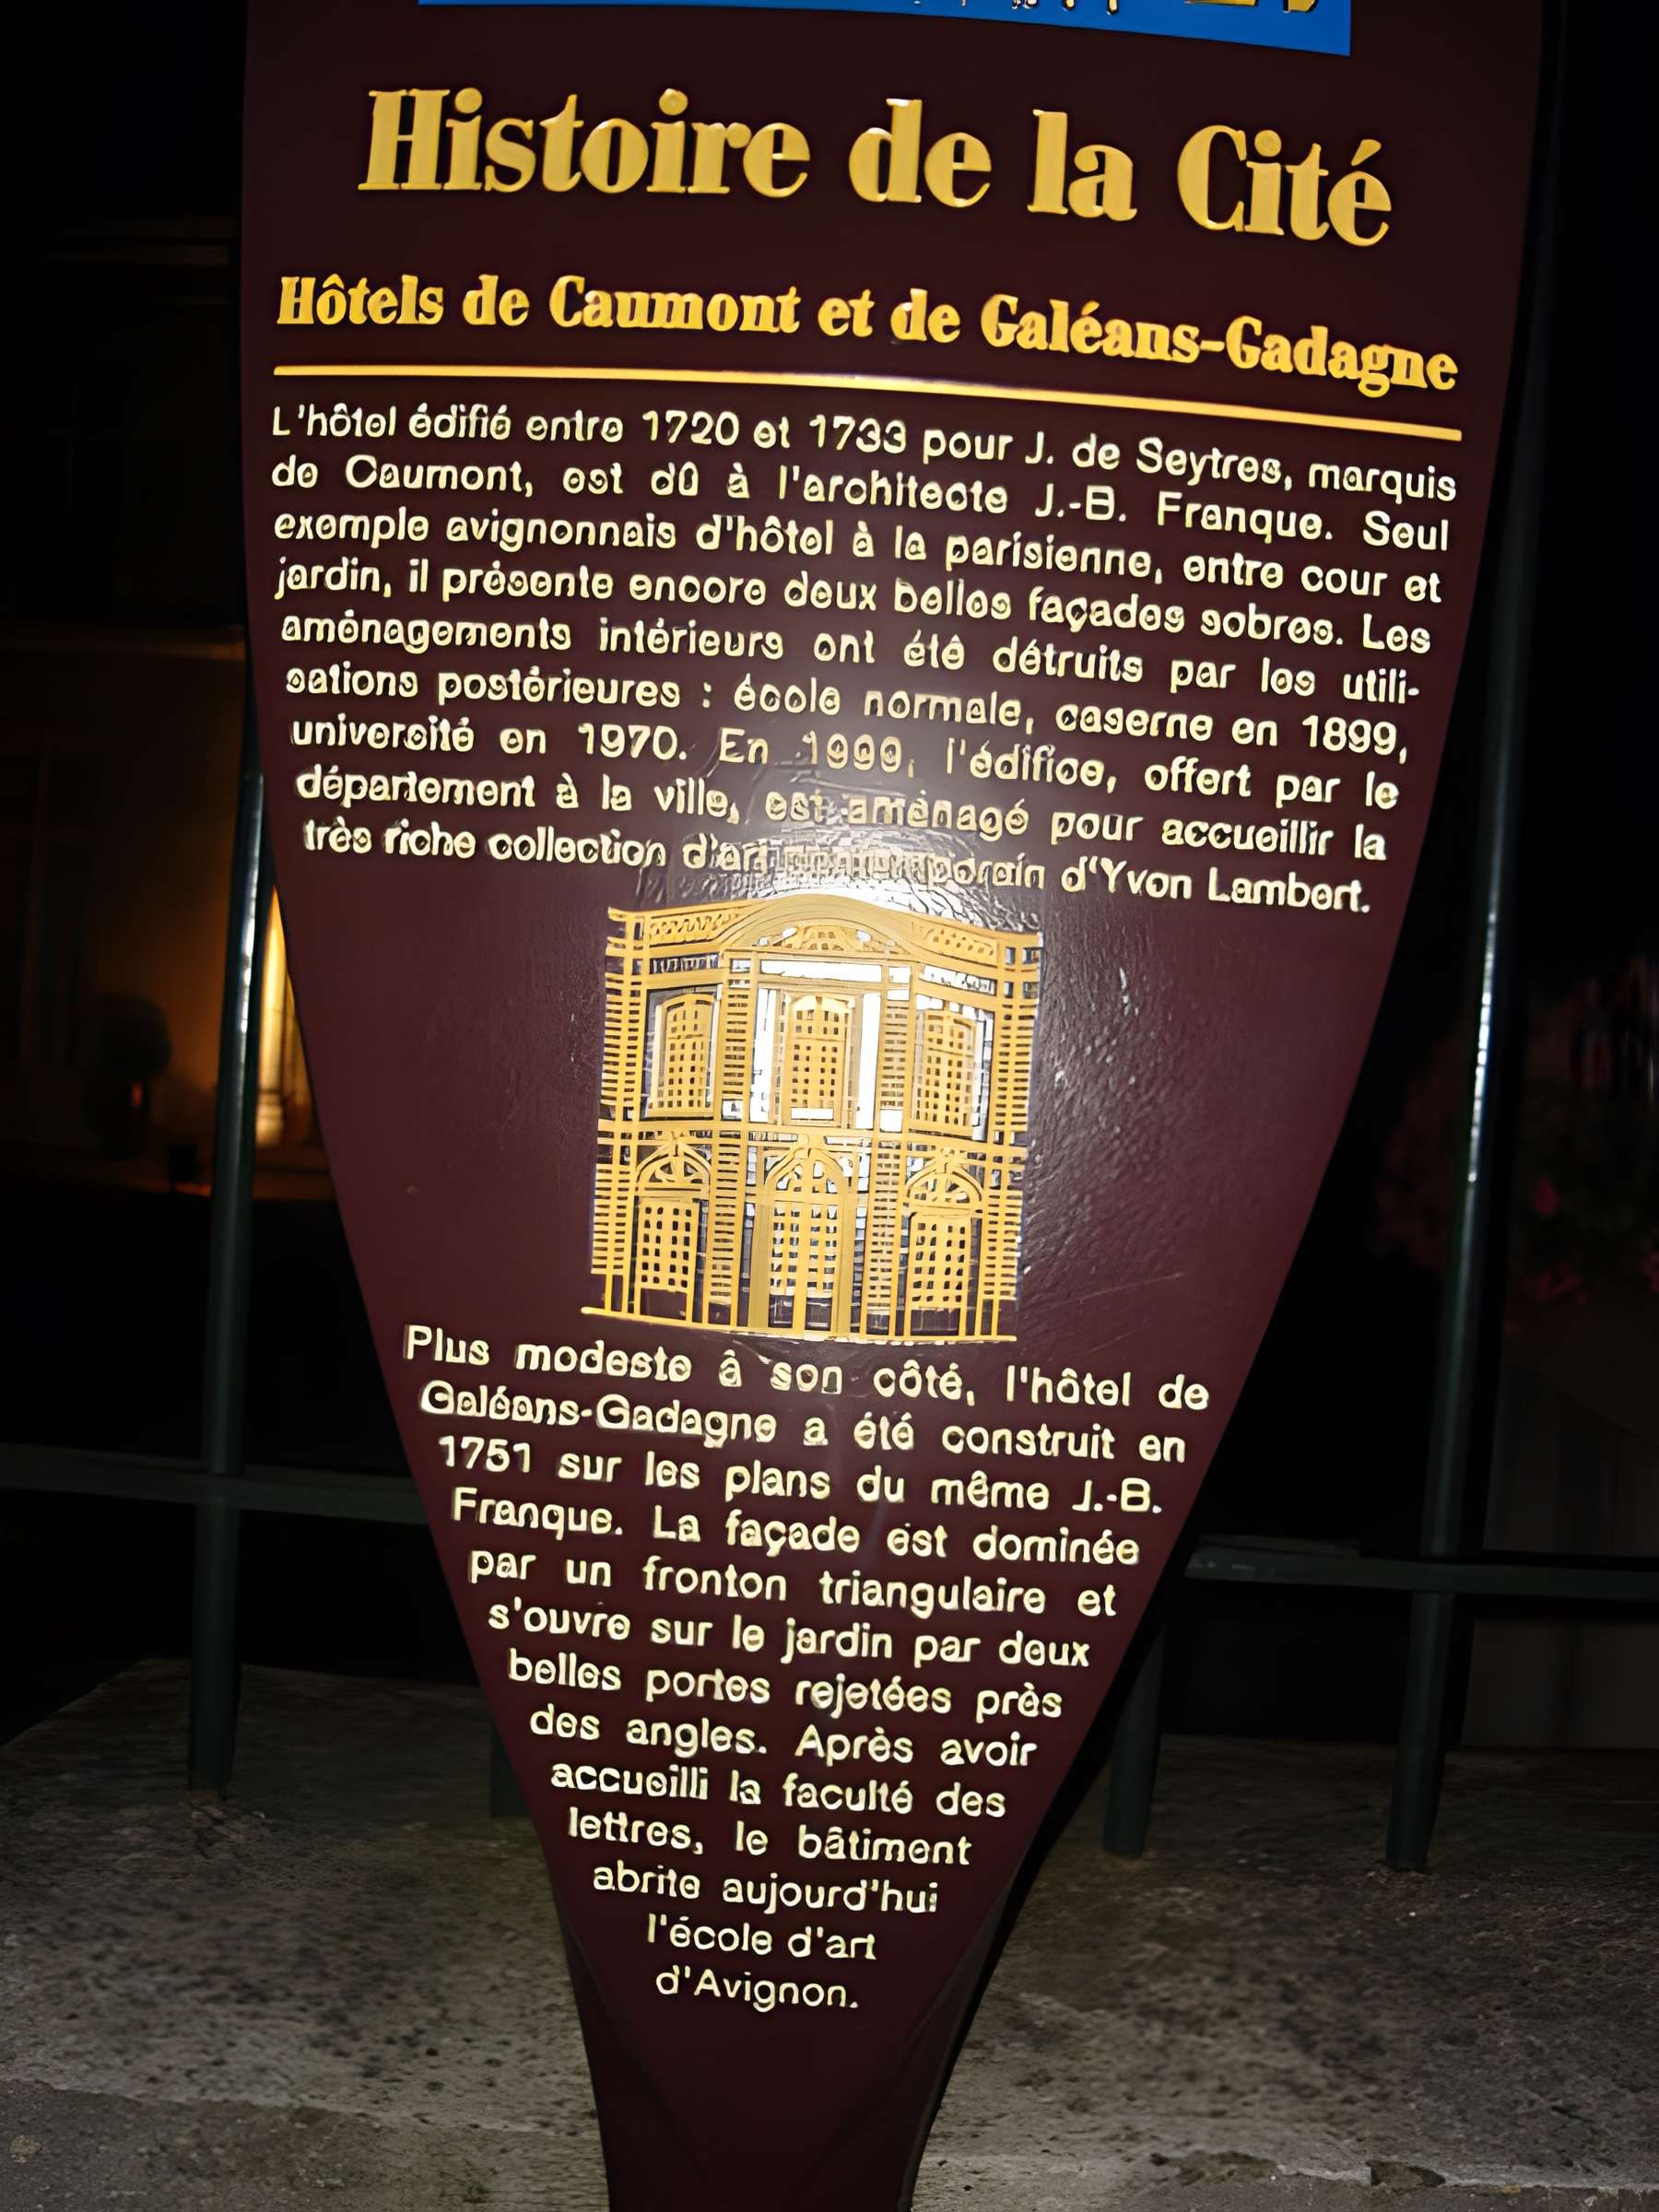 Histoire de la Cité
Hôtels de Caumont et de Galéans-Gadagne
L'hôtel édifié entre 1720 et 1733 pour J. de Seytres, marquis
de Caumont, est dû à l'architecte J.-B. Franque. Seul
exemple avignonnais d'hôtel à la parisienne, entre cour et
jardin, il présente encore deux belles façades sobres. Les
aménagements intérieurs ont été détruits par les utili-
sations postérieures : école normale, caserne en 1899,
université en 1970. En 1999, l'édifice, offert par le
département à la ville, est aménagé pour accueillir la
très riche collection d'art contemporain d'Yvon Lambert.
Plus modeste à son côté, l'hôtel de
Galéans-Gadagne a été construit en
1751 sur les plans du même J.-B.
Franque. La façade est dominée
par un fronton triangulaire et
s'ouvre sur le jardin par deux
belles portes rejetées près
des angles. Après avoir
accueilli la faculté des
lettres, le bâtiment
abrite aujourd'hui
l'école d'art
d'Avignon.